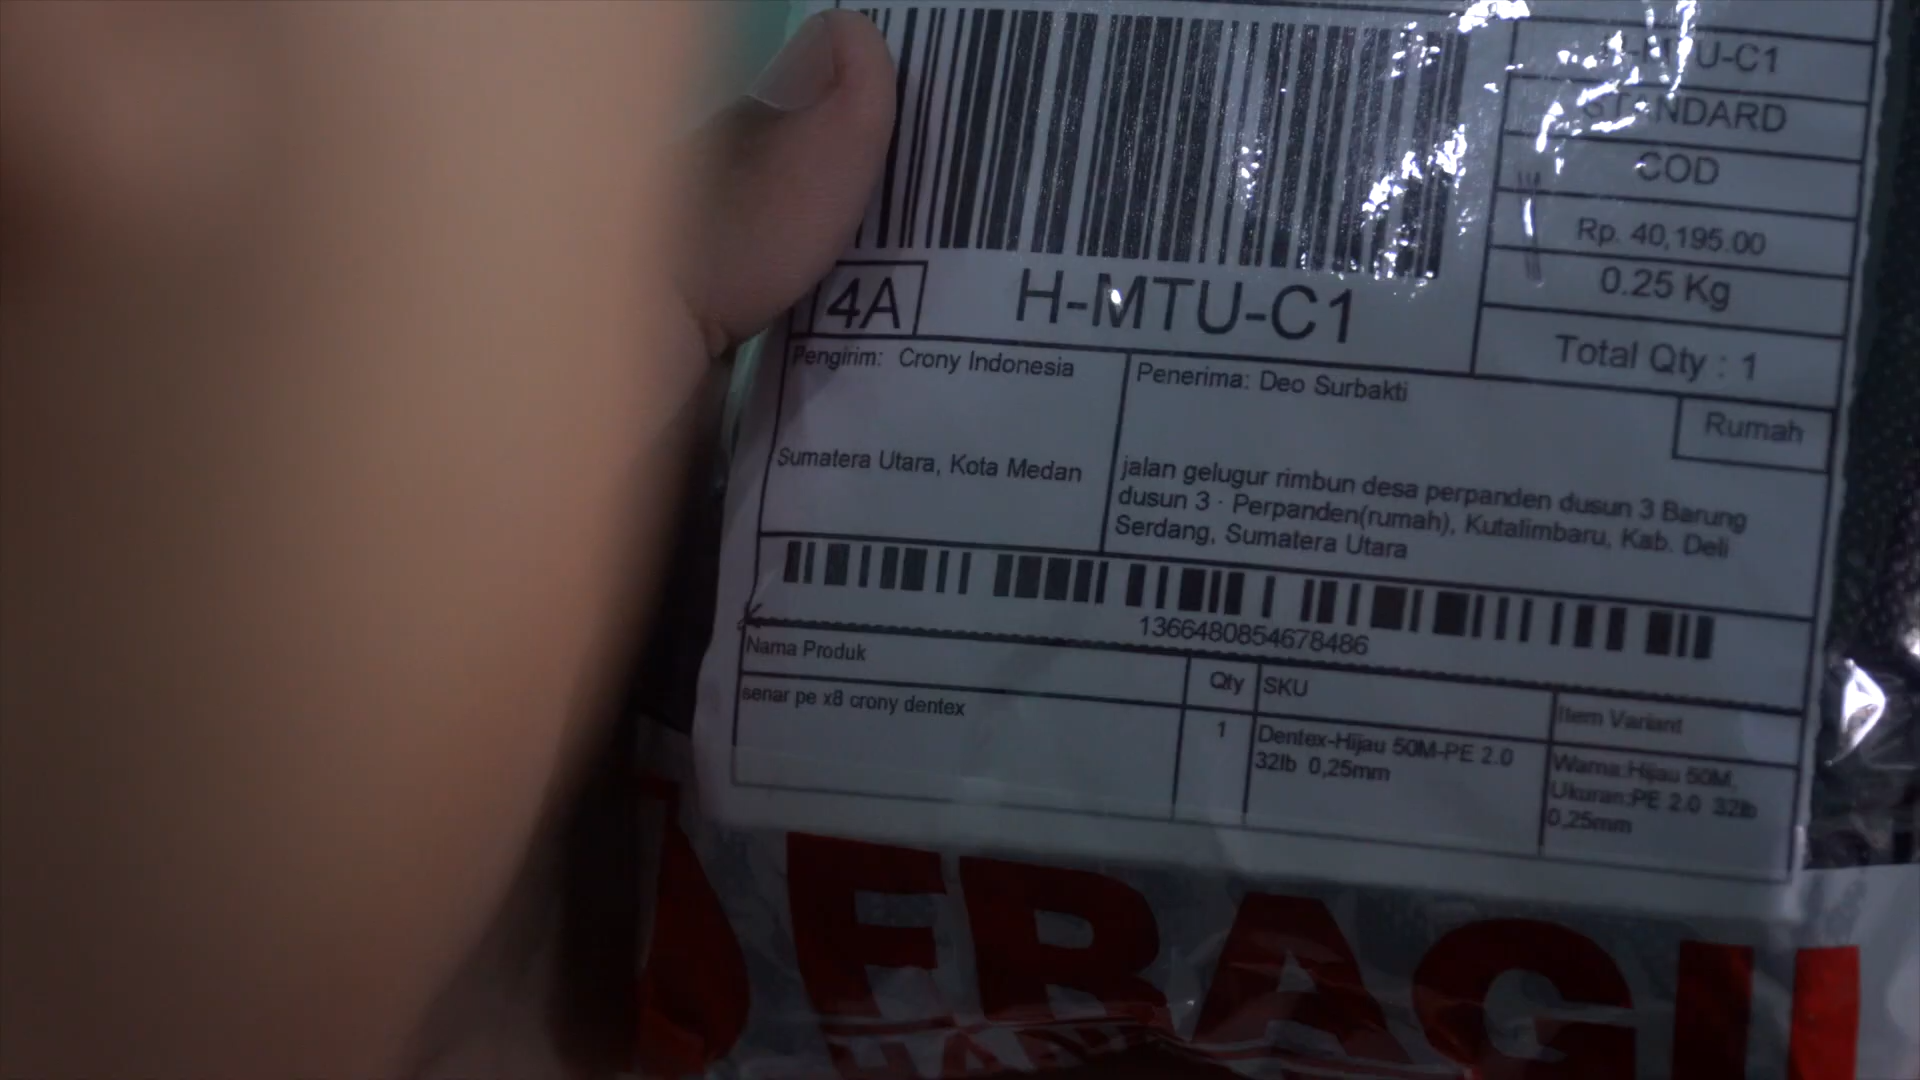 H-MTU-C1
STANDARD
COD
Rp. 40,195.00
0.25 Kg
Total Qty : 1
4A
H-MTU-C1
Pengirim: Crony Indonesia
Sumatera Utara, Kota Medan
Penerima: Deo Surbakti
Rumah
jalan gelugur rimbun desa perpanden dusun 3 Barung
dusun 3 - Perpanden(rumah), Kutalimbaru, Kab. Deli
Serdang, Sumatera Utara
1366480854678486
Nama Produk
Qty
SKU
Item Variant
senar pe x8 crony dentex
1
Dentex-Hijau 50M-PE 2.0
32lb 0,25mm
Warna:Hijau 50M,
Ukuran:PE 2.0 32lb
0,25mm
FRAGIL